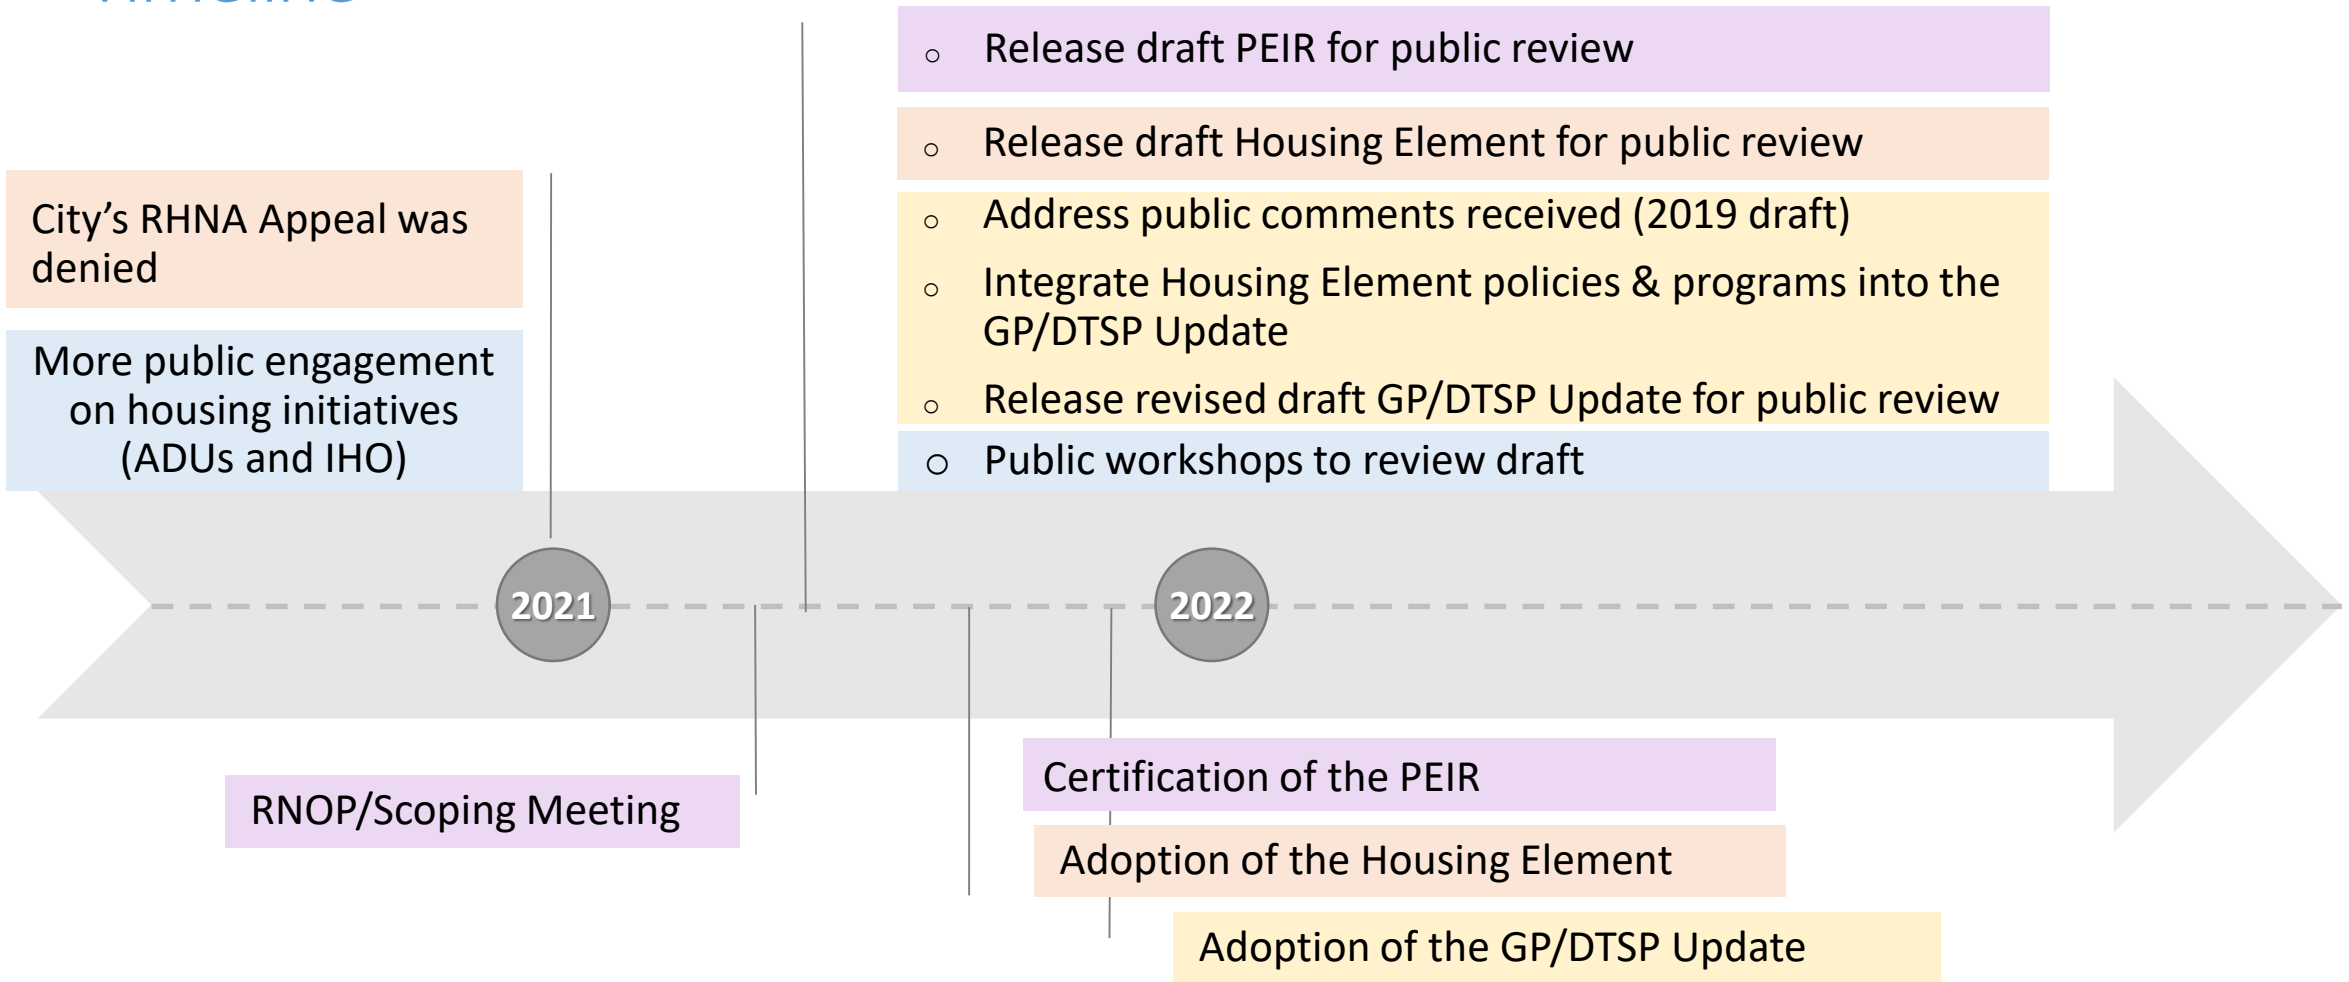 Timeline
○ Release draft PEIR for public review
○ Release draft Housing Element for public review
○ Address public comments received (2019 draft)
○ Integrate Housing Element policies & programs into the
GP/DTSP Update
○ Release revised draft GP/DTSP Update for public review
○ Public workshops to review draft
City’s RHNA Appeal was
denied
More public engagement
on housing initiatives
(ADUs and IHO)
2021
2022
RNOP/Scoping Meeting
Certification of the PEIR
Adoption of the Housing Element
Adoption of the GP/DTSP Update